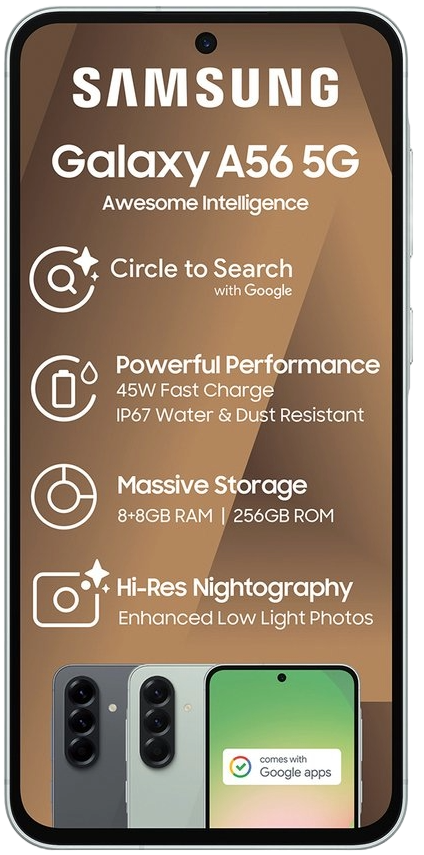 SAMSUNG
Galaxy A56 5G
Awesome Intelligence
Circle to Search
with Google
Powerful Performance
45W Fast Charge
IP67 Water & Dust Resistant
Massive Storage
8+8GB RAM | 256GB ROM
Hi-Res Nightography
Enhanced Low Light Photos
comes with
Google apps